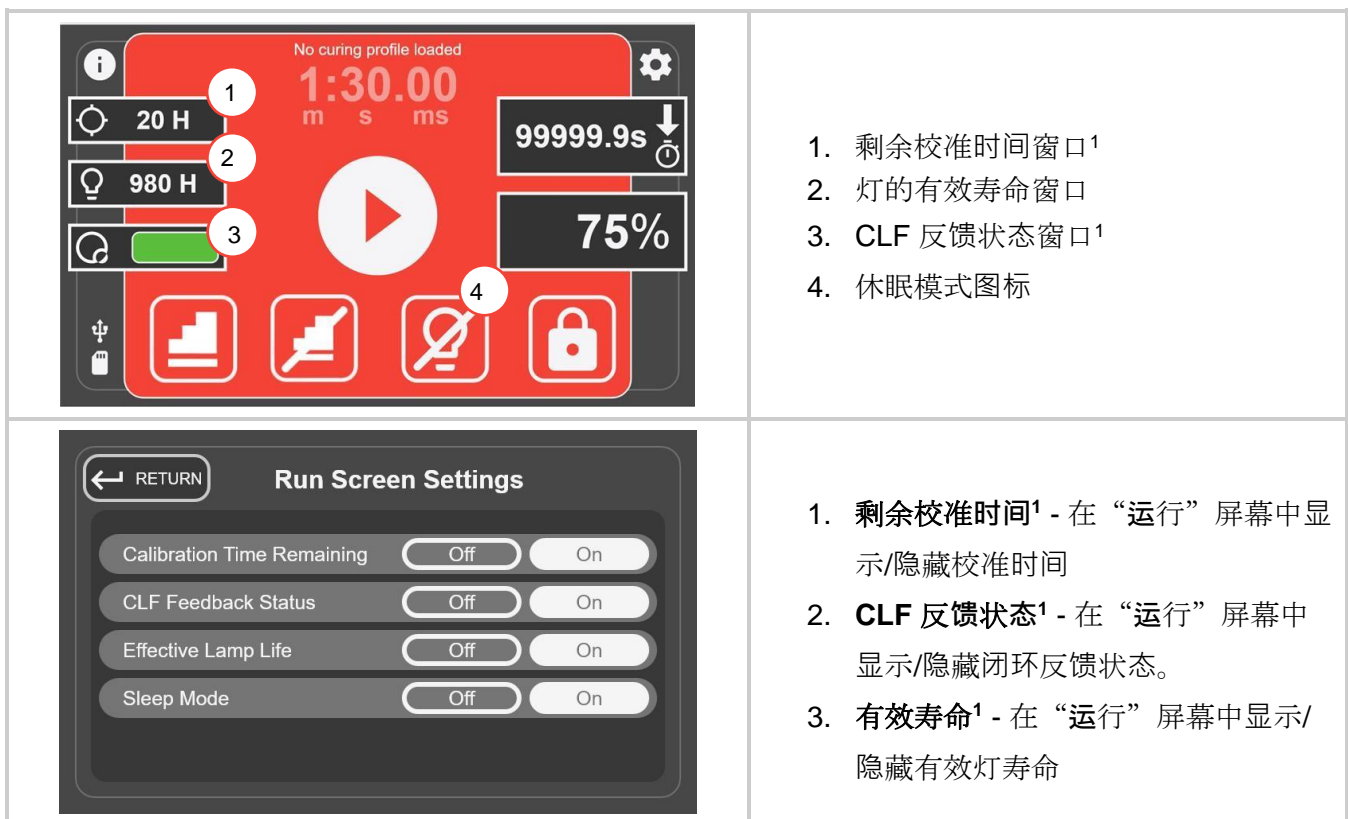 No curing profile loaded
1:30.00
m s ms
1
20 H
99999.9s
2
980 H
3
75%
4
1. 剩余校准时间窗口¹
2. 灯的有效寿命窗口
3. CLF 反馈状态窗口¹
4. 休眠模式图标
RETURN
Run Screen Settings
Calibration Time Remaining Off On
CLF Feedback Status Off On
Effective Lamp Life Off On
Sleep Mode Off On
1. 剩余校准时间¹ - 在“运行”屏幕中显
示/隐藏校准时间
2. CLF 反馈状态¹ - 在“运行”屏幕中
显示/隐藏闭环反馈状态。
3. 有效寿命¹ - 在“运行”屏幕中显示/
隐藏有效灯寿命